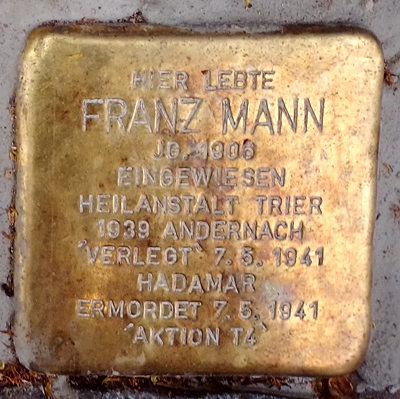 HIER LEBTE
FRANZ MANN
JG. 1906
EINGEWIESEN
HEILANSTALT TRIER
1939 ANDERNACH
'VERLEGT' 7.5.1941
HADAMAR
ERMORDET 7.5.1941
'AKTION T4'